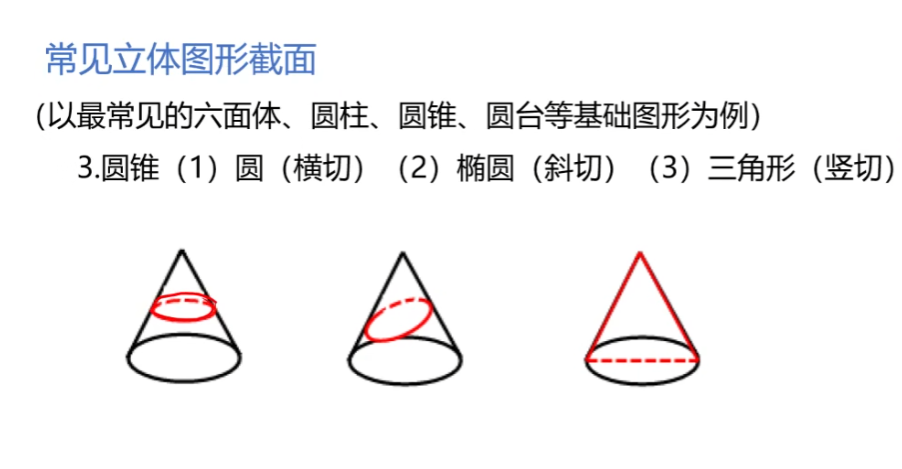 常见立体图形截面
（以最常见的六面体、圆柱、圆锥、圆台等基础图形为例）
3.圆锥（1）圆（横切）（2）椭圆（斜切）（3）三角形（竖切）